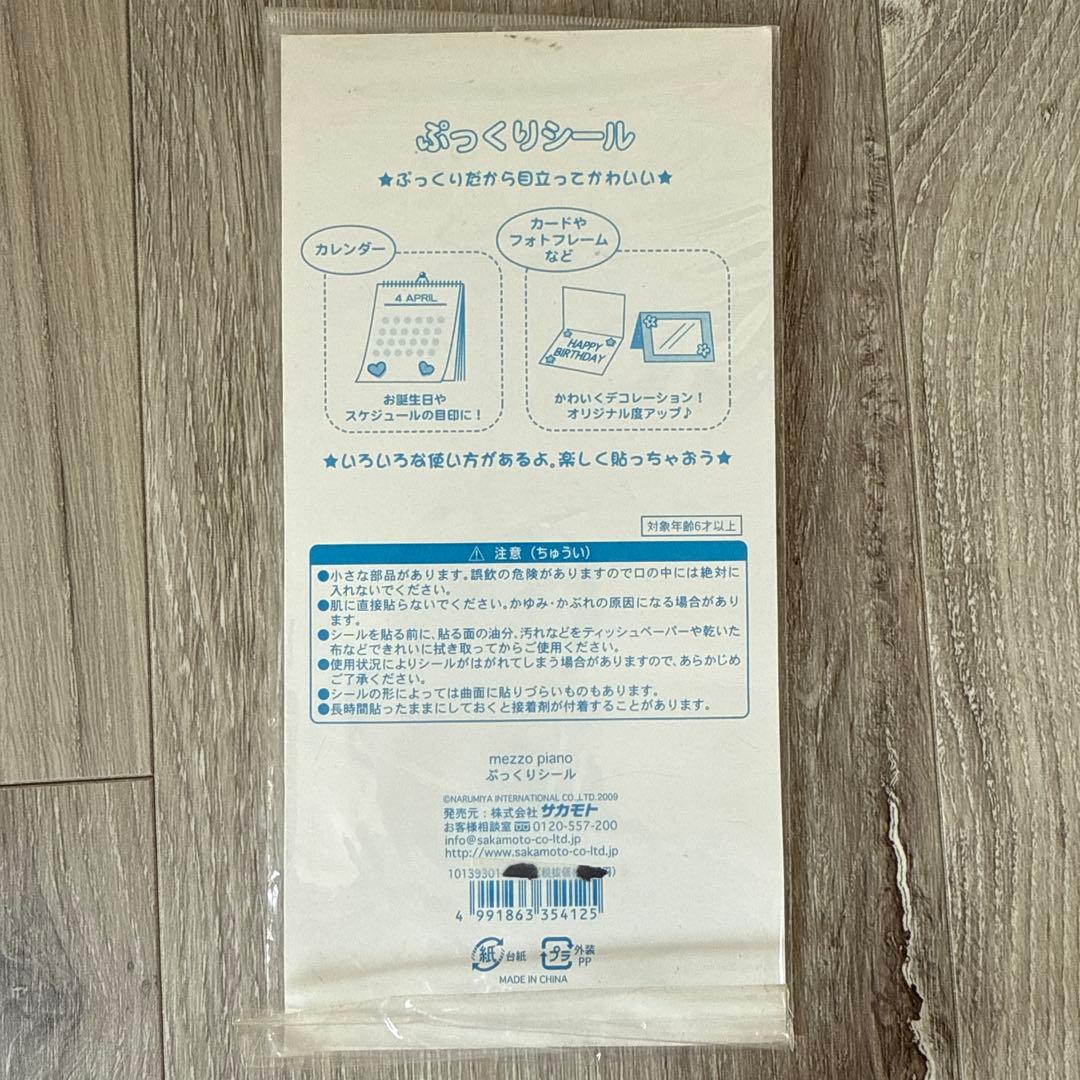 ぷっくりシール
★ぷっくりだから目立ってかわいい★
カレンダー
4 APRIL
お誕生日や
スケジュールの目印に!
カードや
フォトフレーム
など
HAPPY
BIRTHDAY
かわいくデコレーション!
オリジナル度アップ♪
★いろいろな使い方があるよ。楽しく貼っちゃおう★
対象年齢6才以上
⚠ 注意(ちゅうい)
●小さな部品があります。誤飲の危険がありますので口の中には絶対に
入れないでください。
●肌に直接貼らないでください。かゆみ・かぶれの原因になる場合があり
ます。
●シールを貼る前に、貼る面の油分、汚れなどをティッシュペーパーや乾いた
布などできれいに拭き取ってからご使用ください。
●使用状況によりシールがはがれてしまう場合がありますので、あらかじめ
ご了承ください。
●シールの形によっては曲面に貼りづらいものもあります。
●長時間貼ったままにしておくと接着剤が付着することがあります。
mezzo piano
ぷっくりシール
©NARUMIYA INTERNATIONAL CO.,LTD.2009
発売元:株式会社サカモト
お客様相談室 0120-557-200
info@sakamoto-co-ltd.jp
http://www.sakamoto-co-ltd.jp
10139301 税抜価
4 991863 354125
紙 台紙
プラ 外装
PP
MADE IN CHINA